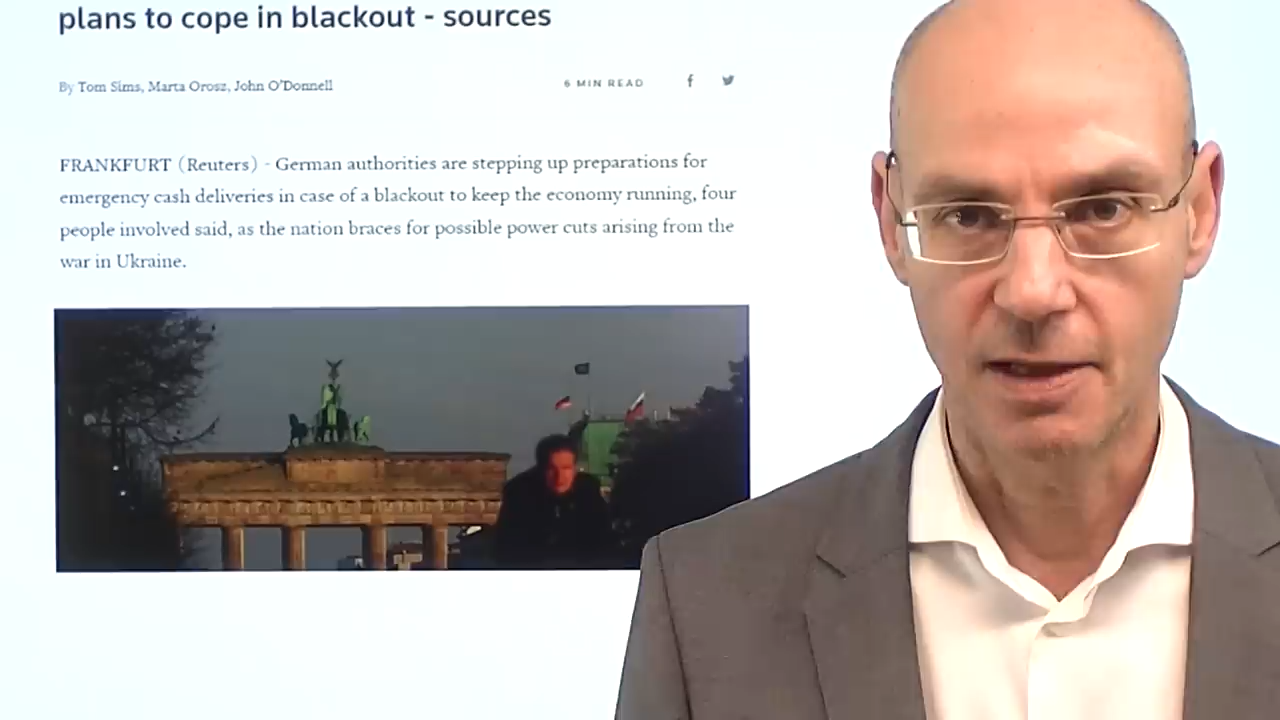 plans to cope in blackout - sources
By Tom Sims, Marta Orosz, John O'Donnell
6 MIN READ
FRANKFURT (Reuters) - German authorities are stepping up preparations for
emergency cash deliveries in case of a blackout to keep the economy running, four
people involved said, as the nation braces for possible power cuts arising from the
war in Ukraine.